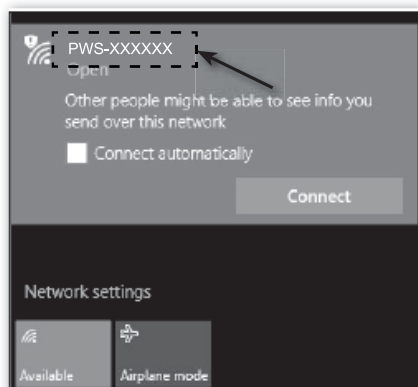 PWS-XXXXXX
Open
Other people might be able to see info you
send over this network
Connect automatically
Connect
Network settings
Available
Airplane mode